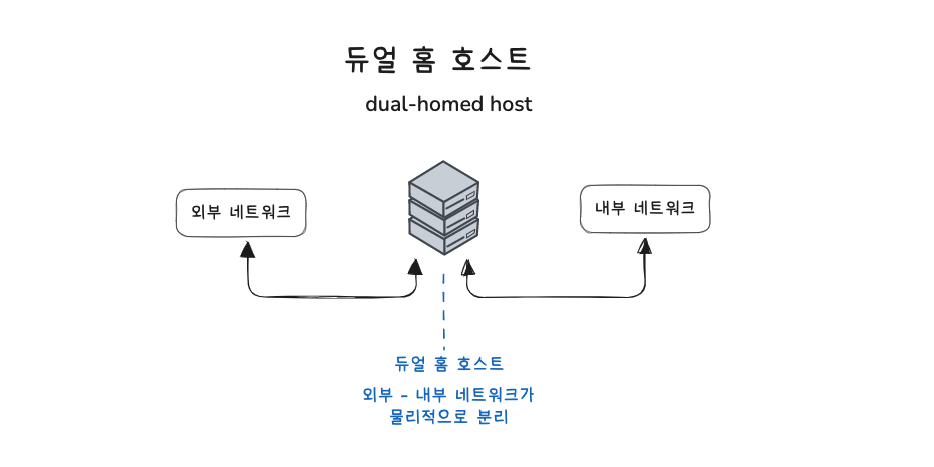 듀얼 홈 호스트
dual-homed host
외부 네트워크
내부 네트워크
듀얼 홈 호스트
외부 - 내부 네트워크가
물리적으로 분리